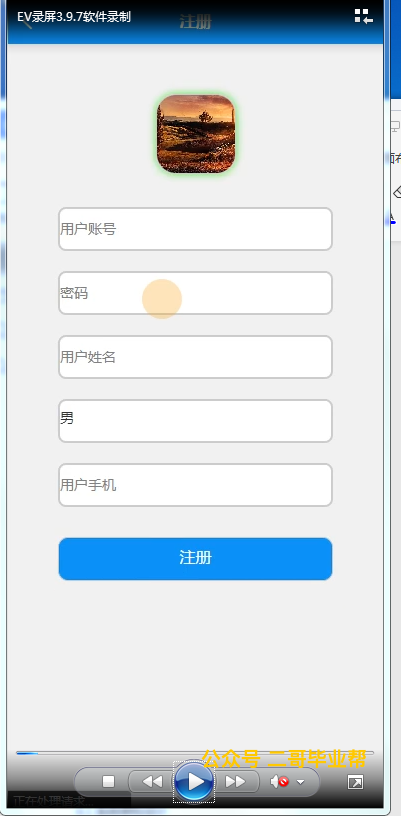 EV录屏3.9.7软件录制
注册
用户账号
密码
用户姓名
男
用户手机
注册
公众号 二哥毕业帮
正在处理请求...